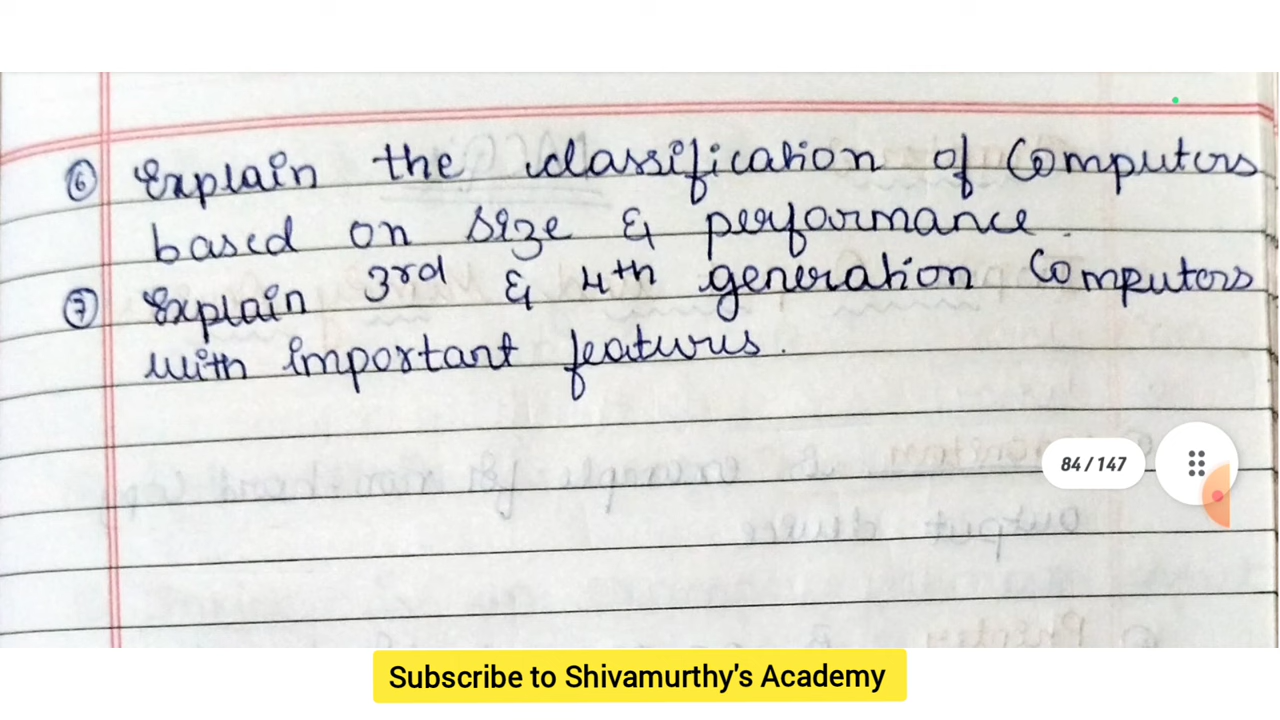 ⑥ Explain the classification of Computers
based on size & performance.
⑦ Explain 3rd & 4th generation Computers
with important features.
84/147
Subscribe to Shivamurthy's Academy